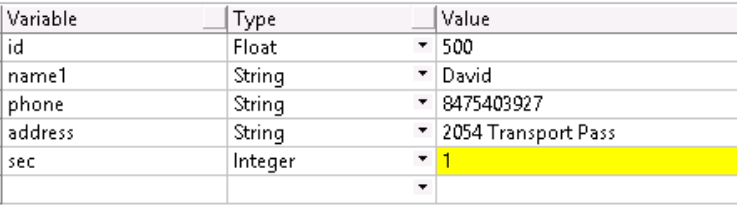 Variable Type Value
id Float 500
name1 String David
phone String 8475403927
address String 2054 Transport Pass
sec Integer 1